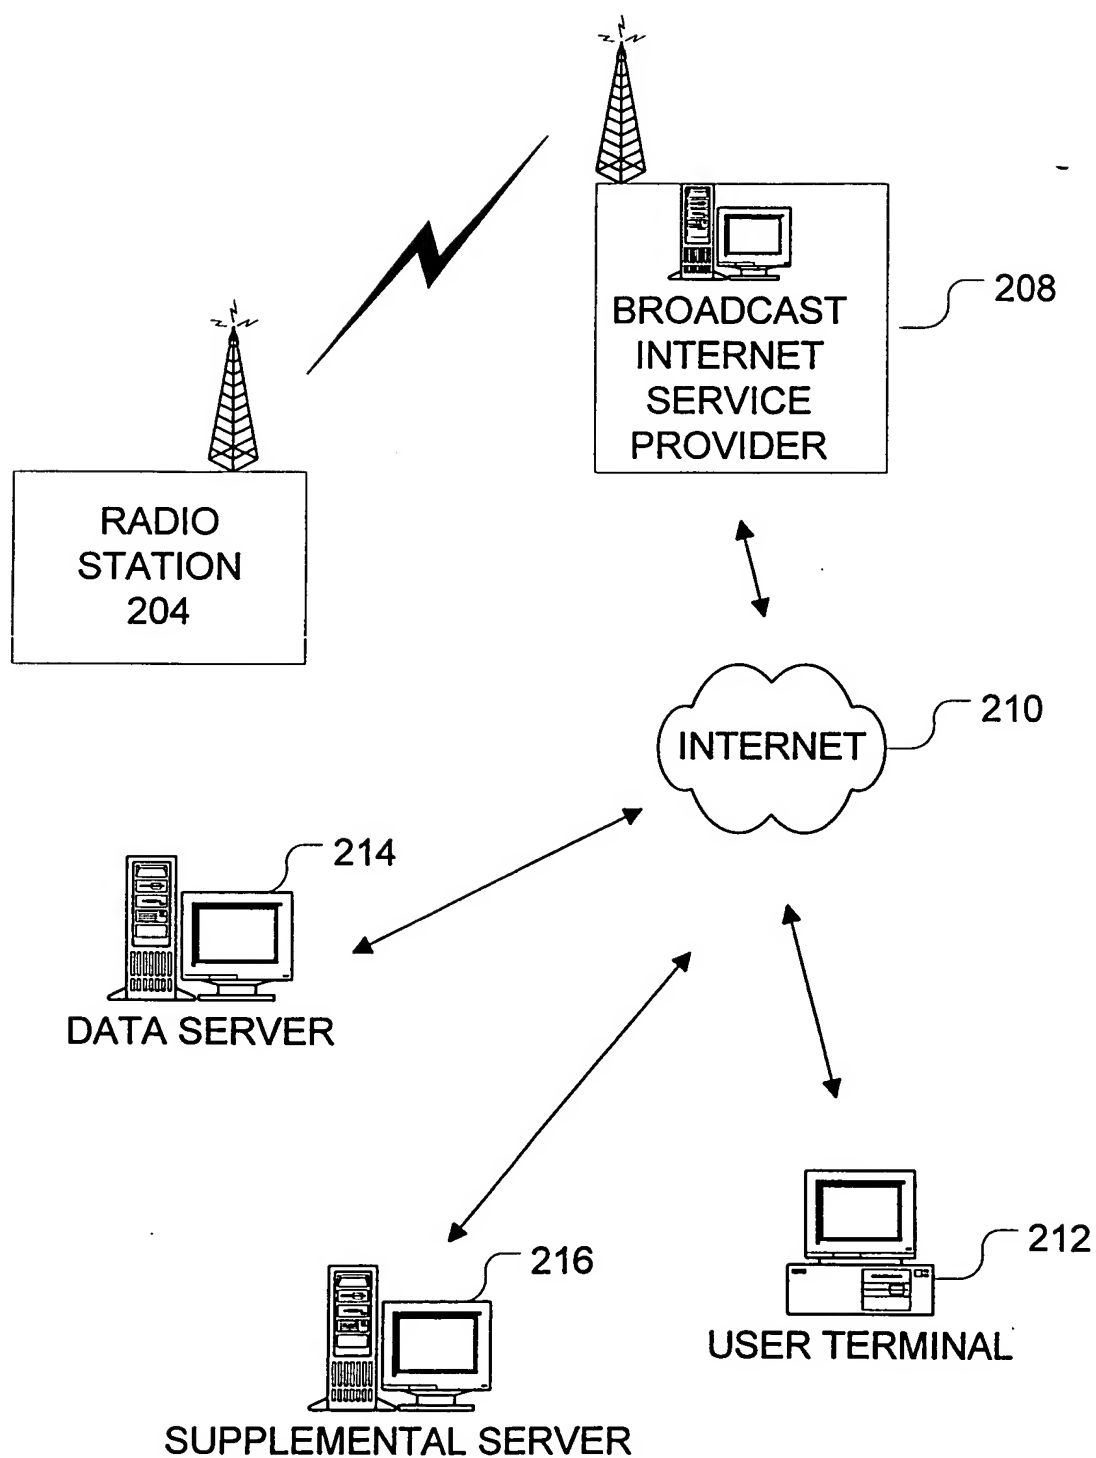 208
BROADCAST
INTERNET
SERVICE
PROVIDER
RADIO
STATION
204
210
INTERNET
214
DATA SERVER
216
212
USER TERMINAL
SUPPLEMENTAL SERVER